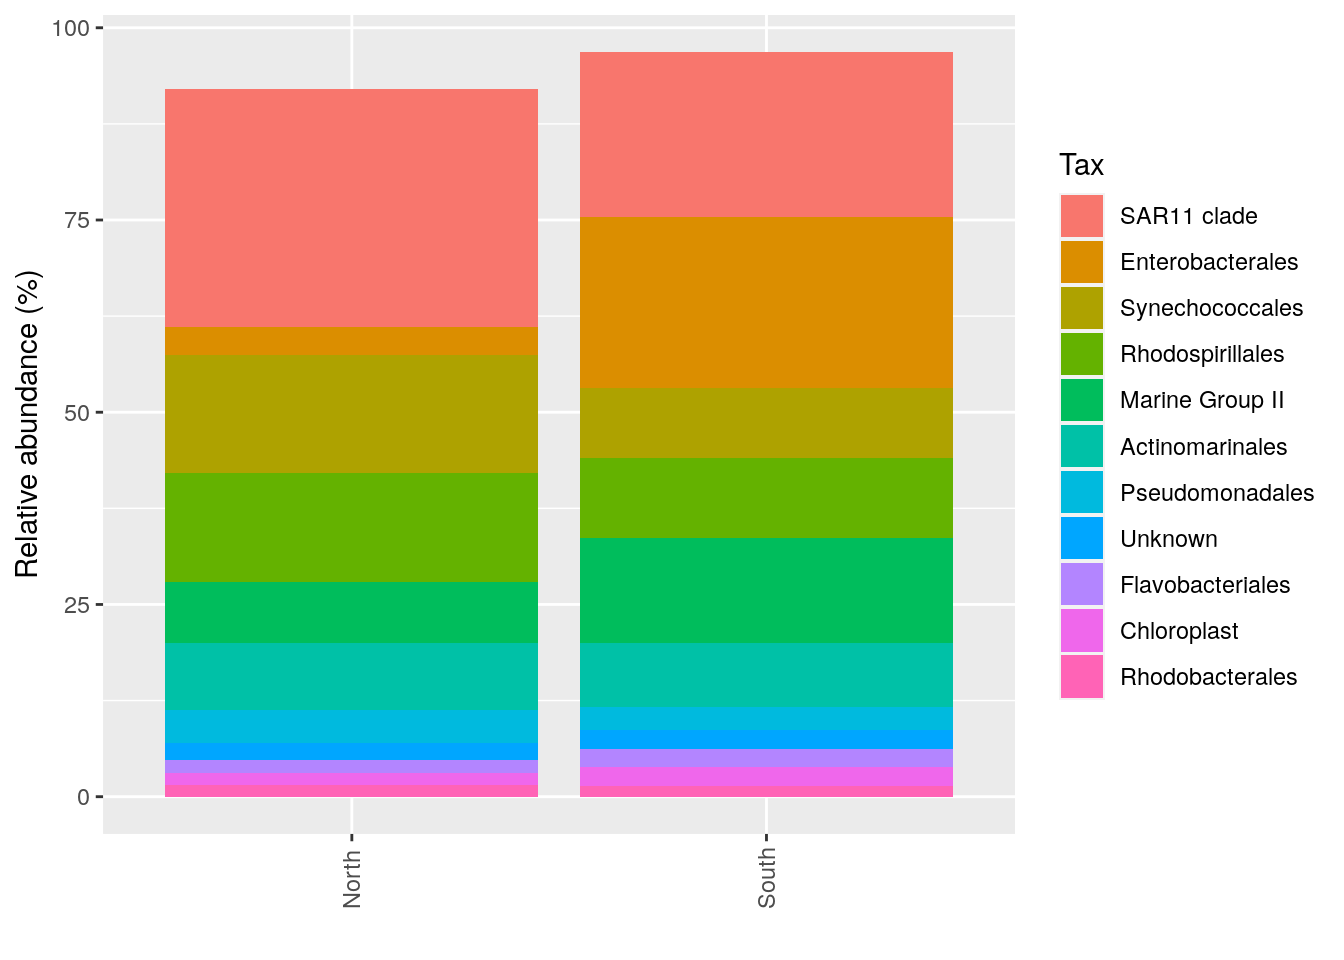 100
75
50
25
0
Relative abundance (%)
North
South
Tax
SAR11 clade
Enterobacterales
Synechococcales
Rhodospirillales
Marine Group II
Actinomarinales
Pseudomonadales
Unknown
Flavobacteriales
Chloroplast
Rhodobacterales